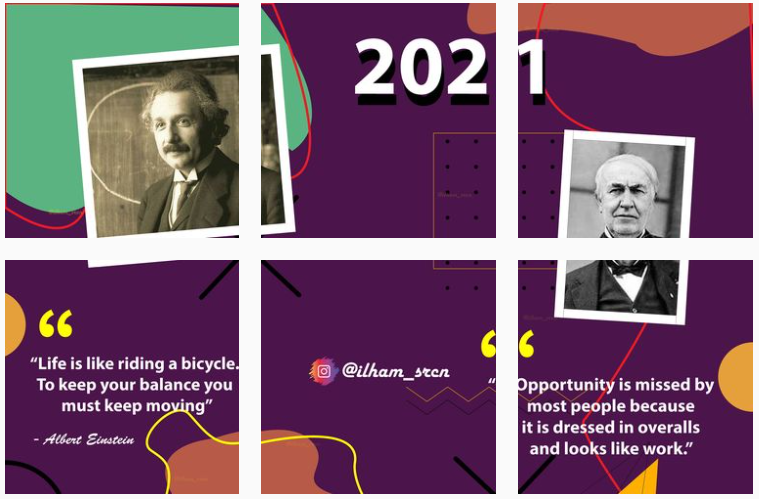 2021
“Life is like riding a bicycle.
To keep your balance you
must keep moving”
- Albert Einstein
@ilham_srcn
“Opportunity is missed by
most people because
it is dressed in overalls
and looks like work.”